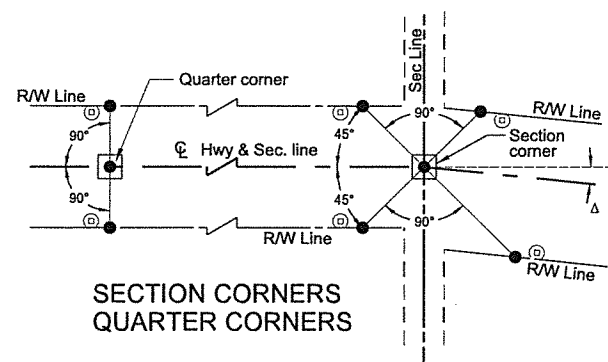 Quarter corner
R/W Line
90°
90°
℄ Hwy & Sec. line
45°
45°
R/W Line
Sec Line
90°
90°
R/W Line
Section
corner
Δ
R/W Line
SECTION CORNERS
QUARTER CORNERS